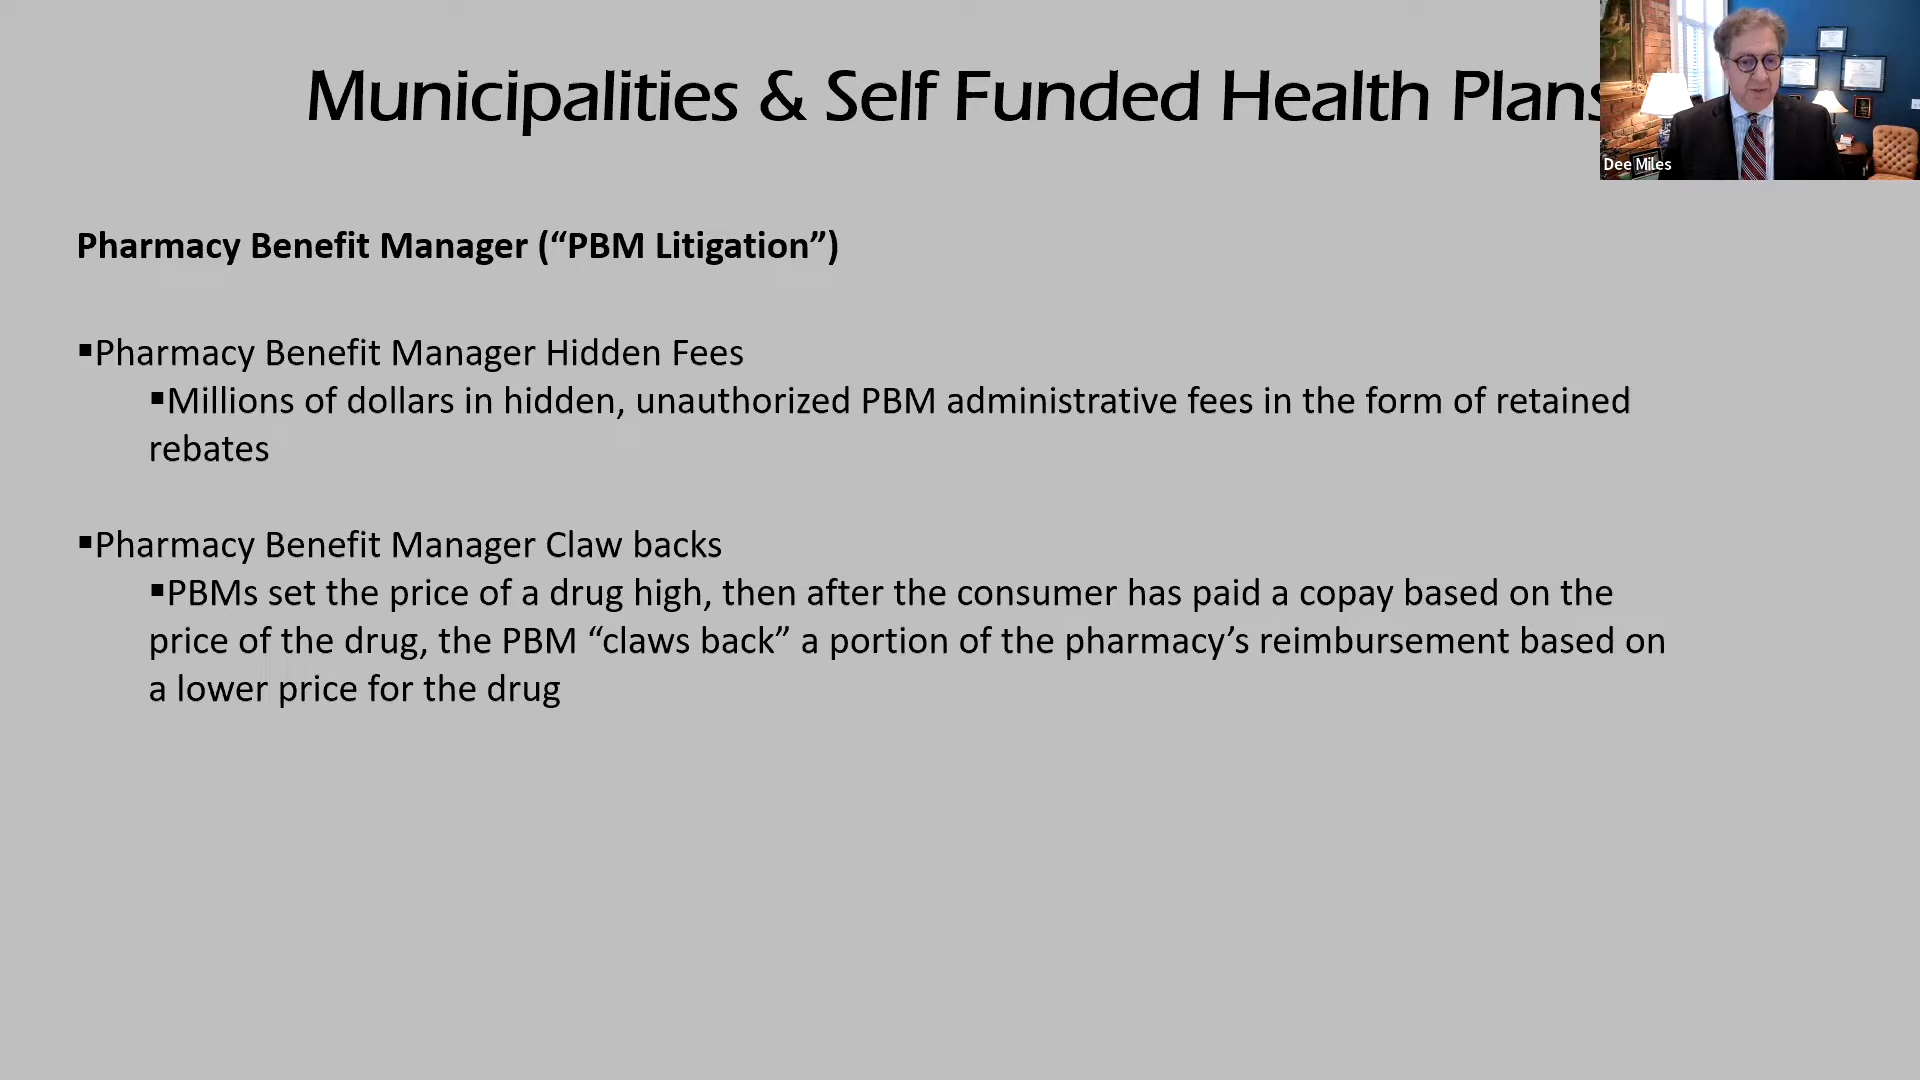 Municipalities & Self Funded Health Plans
Dee Miles
Pharmacy Benefit Manager (“PBM Litigation”)
▪Pharmacy Benefit Manager Hidden Fees
▪Millions of dollars in hidden, unauthorized PBM administrative fees in the form of retained
rebates
▪Pharmacy Benefit Manager Claw backs
▪PBMs set the price of a drug high, then after the consumer has paid a copay based on the
price of the drug, the PBM “claws back” a portion of the pharmacy’s reimbursement based on
a lower price for the drug